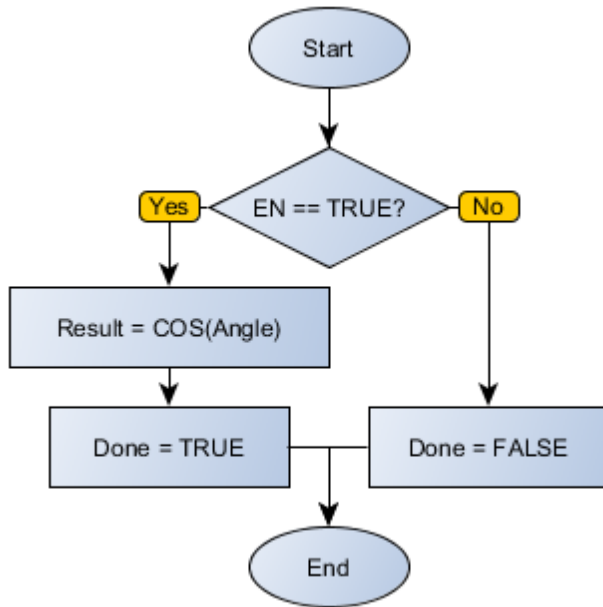 Start
EN == TRUE?
Yes
No
Result = COS(Angle)
Done = TRUE
Done = FALSE
End